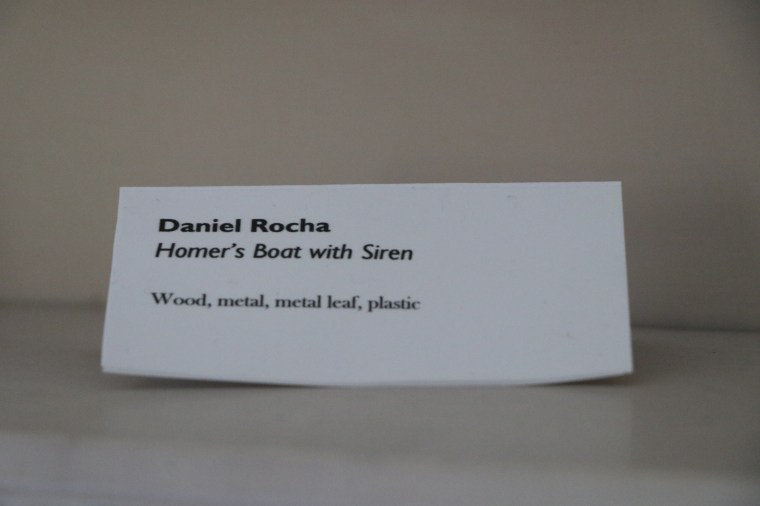 Daniel Rocha
Homer's Boat with Siren
Wood, metal, metal leaf, plastic